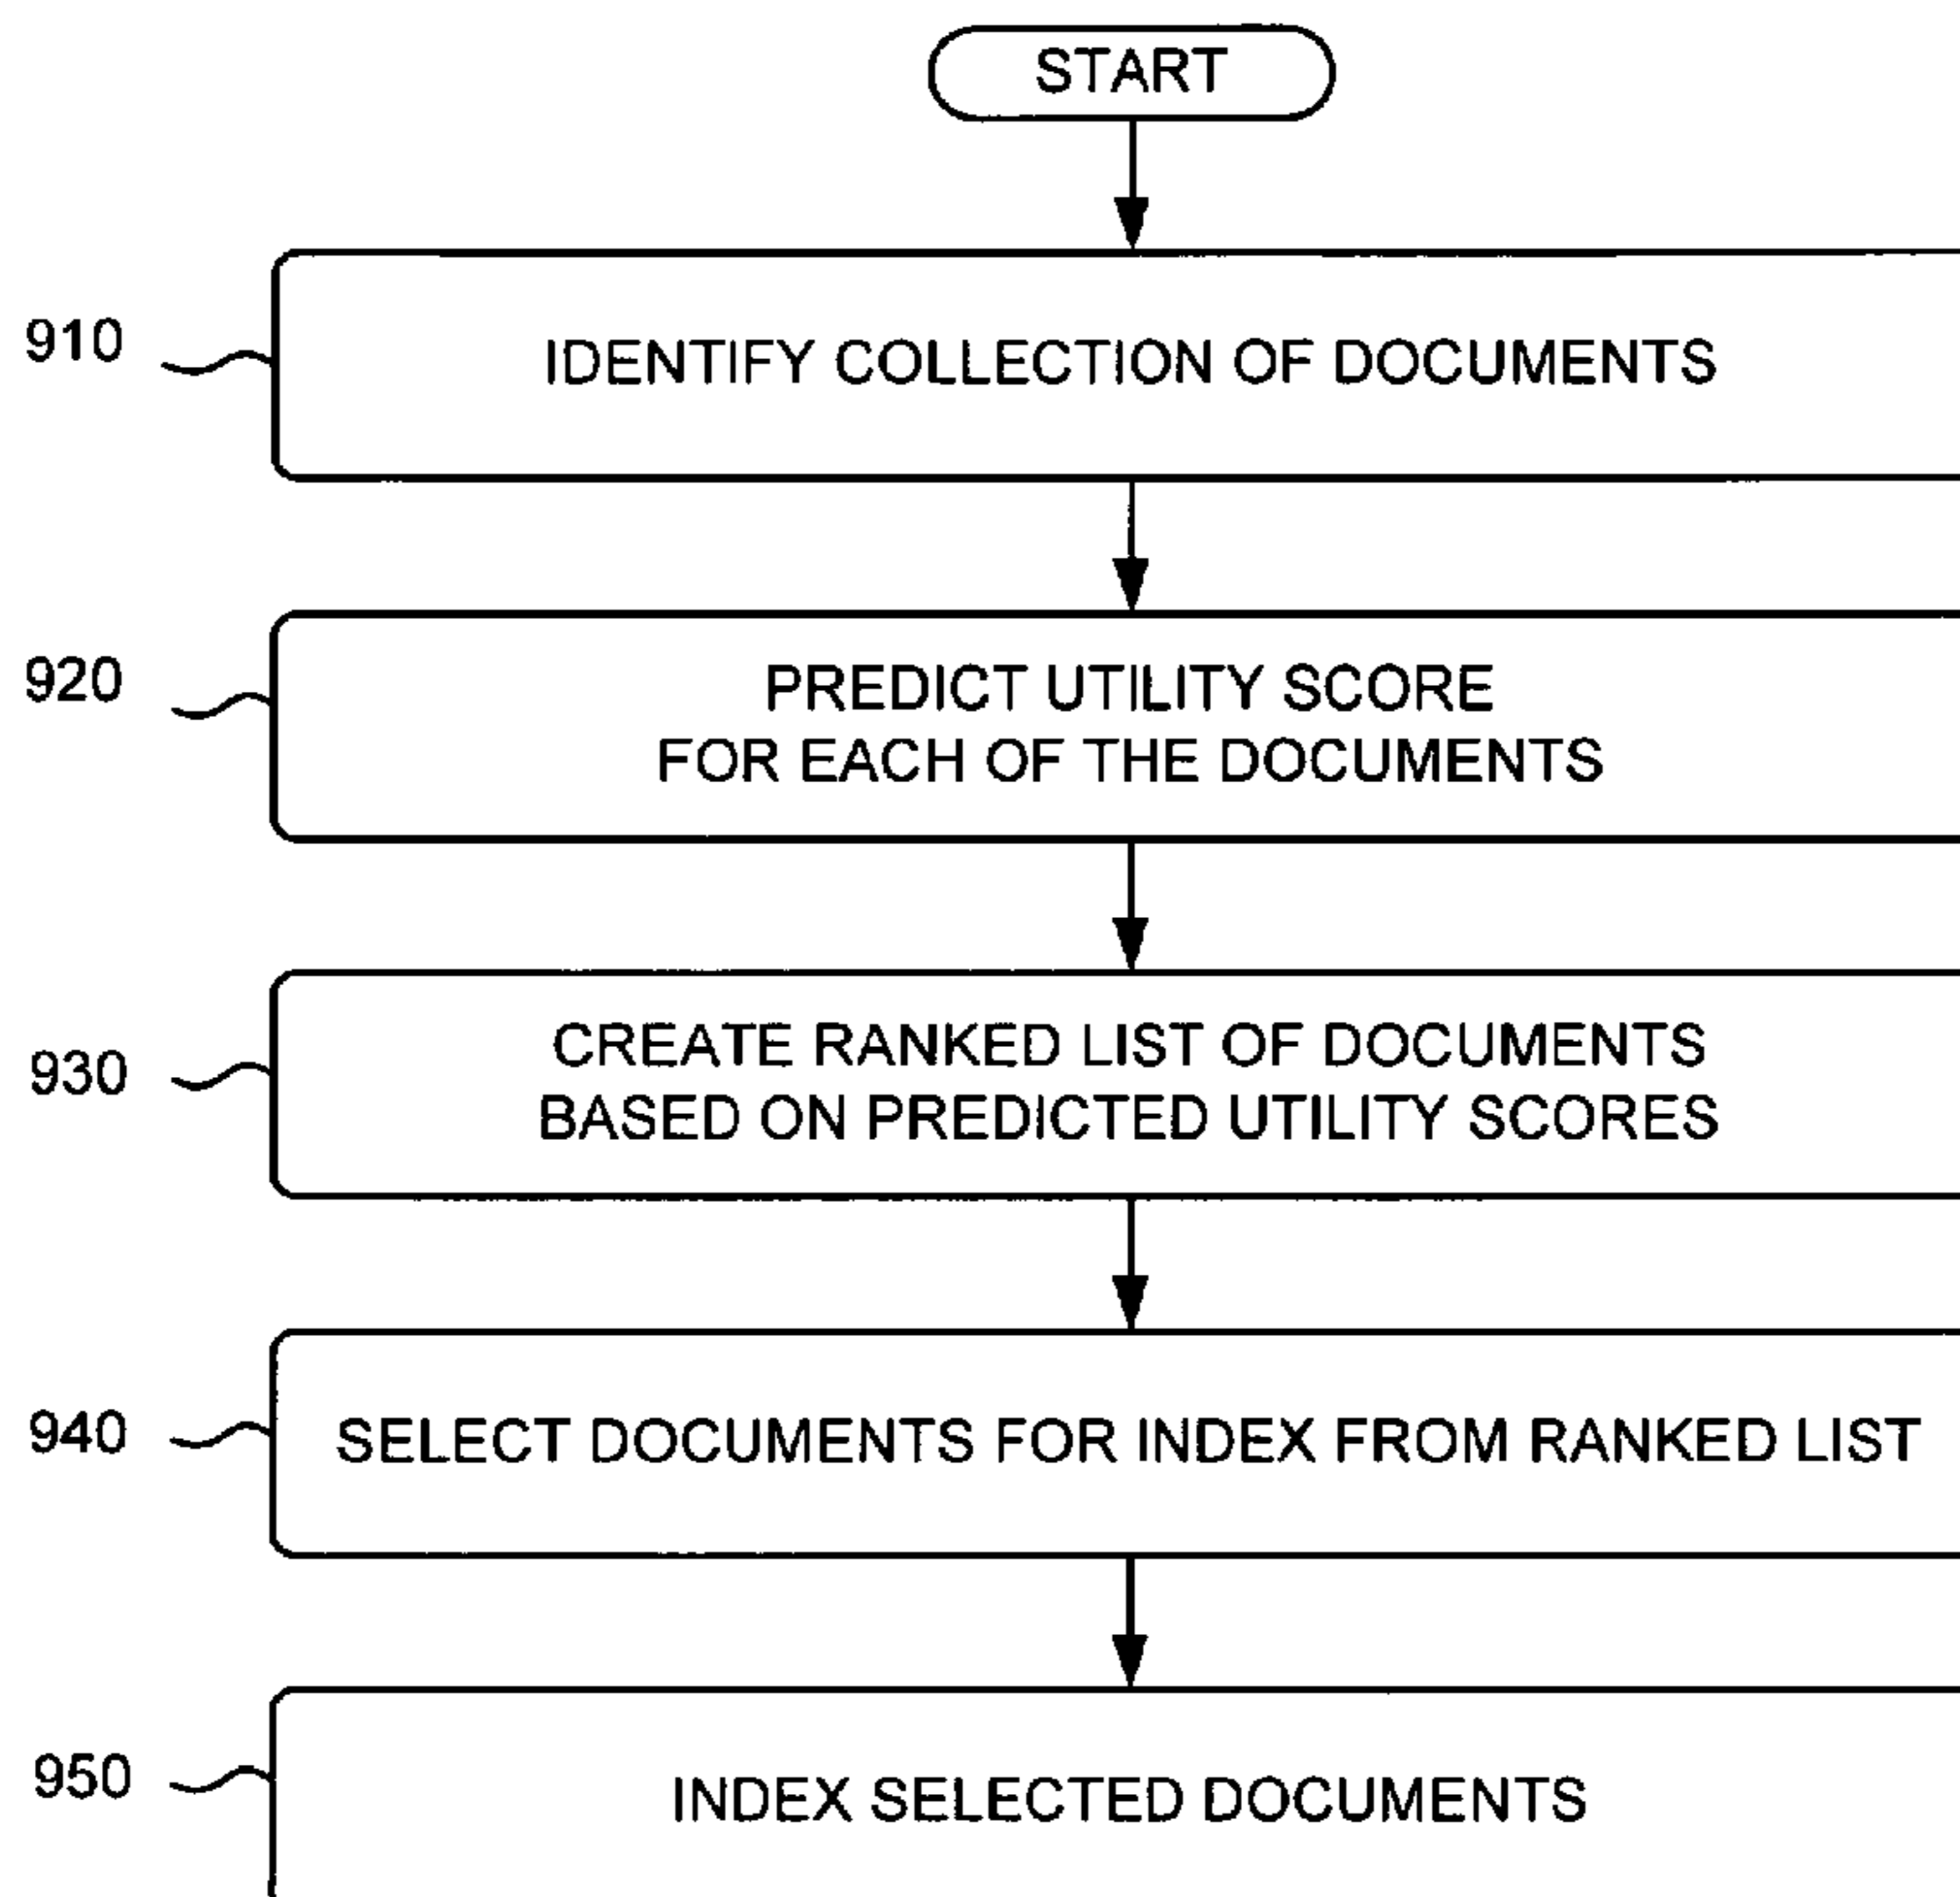 START
910
IDENTIFY COLLECTION OF DOCUMENTS
920
PREDICT UTILITY SCORE
FOR EACH OF THE DOCUMENTS
930
CREATE RANKED LIST OF DOCUMENTS
BASED ON PREDICTED UTILITY SCORES
940
SELECT DOCUMENTS FOR INDEX FROM RANKED LIST
950
INDEX SELECTED DOCUMENTS